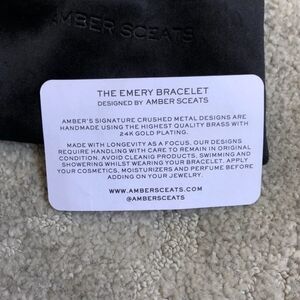 AMBER SCEATS
THE EMERY BRACELET
DESIGNED BY AMBER SCEATS
AMBER'S SIGNATURE CRUSHED METAL DESIGNS ARE
HANDMADE USING THE HIGHEST QUALITY BRASS WITH
24K GOLD PLATING.
MADE WITH LONGEVITY AS A FOCUS, OUR DESIGNS
REQUIRE HANDLING WITH CARE TO REMAIN IN ORIGINAL
CONDITION. AVOID CLEANIG PRODUCTS, SWIMMING AND
SHOWERING WHILST WEARING YOUR BRACELET. APPLY
YOUR COSMETICS, MOISTURIZERS AND PERFUME BEFORE
ADDING ON YOUR JEWELRY.
WWW.AMBERSCEATS.COM
@AMBERSCEATS